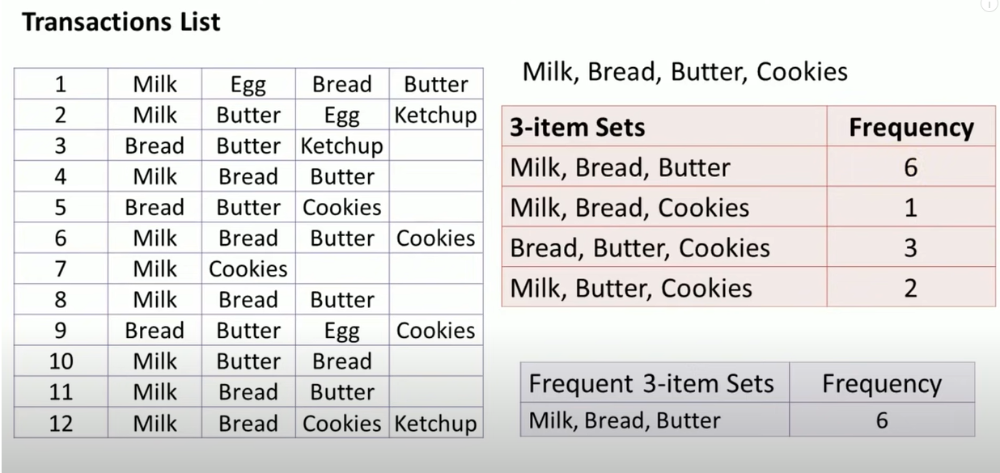 Transactions List
1 Milk Egg Bread Butter
2 Milk Butter Egg Ketchup
3 Bread Butter Ketchup
4 Milk Bread Butter
5 Bread Butter Cookies
6 Milk Bread Butter Cookies
7 Milk Cookies
8 Milk Bread Butter
9 Bread Butter Egg Cookies
10 Milk Butter Bread
11 Milk Bread Butter
12 Milk Bread Cookies Ketchup
Milk, Bread, Butter, Cookies
3-item Sets Frequency
Milk, Bread, Butter 6
Milk, Bread, Cookies 1
Bread, Butter, Cookies 3
Milk, Butter, Cookies 2
Frequent 3-item Sets Frequency
Milk, Bread, Butter 6